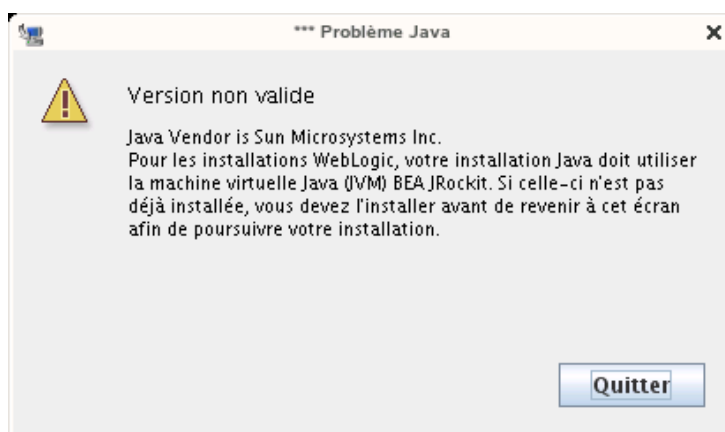 *** Problème Java
Version non valide
Java Vendor is Sun Microsystems Inc.
Pour les installations WebLogic, votre installation Java doit utiliser
la machine virtuelle Java (JVM) BEA JRockit. Si celle-ci n'est pas
déjà installée, vous devez l'installer avant de revenir à cet écran
afin de poursuivre votre installation.
Quitter